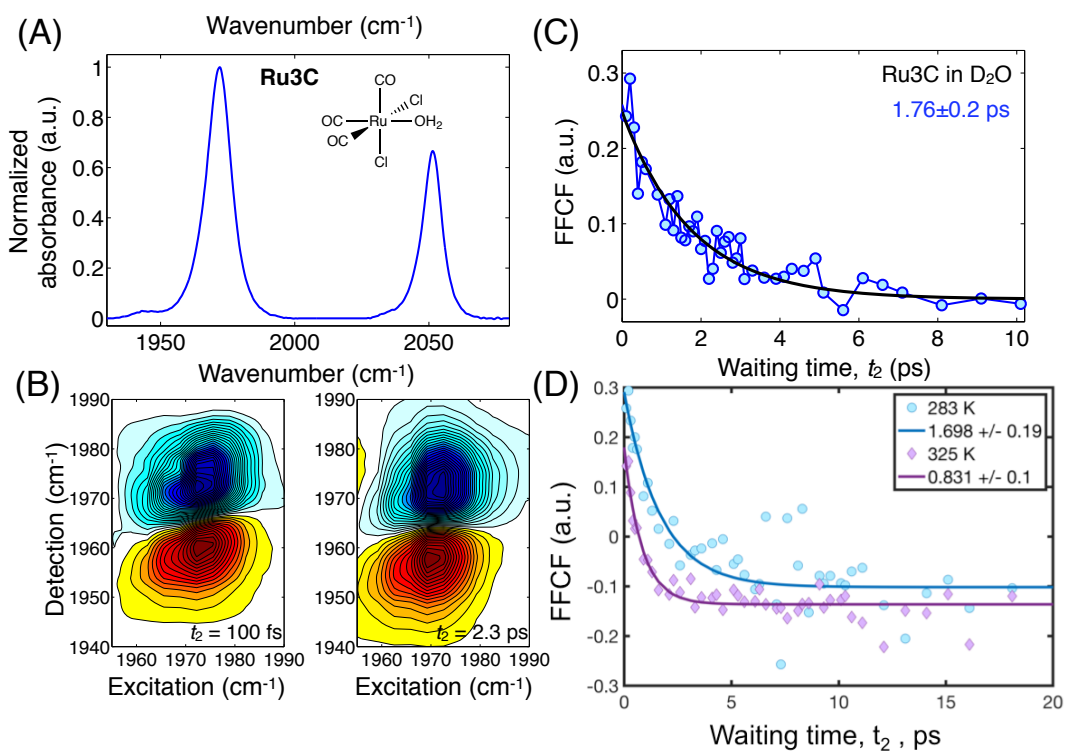 (A)
Wavenumber (cm-1)
Normalized
absorbance (a.u.)
1
0.8
0.6
0.4
0.2
0
Ru3C
CO
Cl
OC
Ru
OH2
OC
Cl
1950
2000
2050
Wavenumber (cm-1)
(B)
Detection (cm-1)
1990
1980
1970
1960
1950
1940
t2 = 100 fs
1960 1970 1980 1990
Excitation (cm-1)
1990
1980
1970
1960
1950
1940
t2 = 2.3 ps
1960 1970 1980 1990
Excitation (cm-1)
(C)
FFCF (a.u.)
0.3
0.2
0.1
0
Ru3C in D2O
1.76±0.2 ps
0 2 4 6 8 10
Waiting time, t2 (ps)
(D)
FFCF (a.u.)
0.3
0.2
0.1
0
-0.1
-0.2
-0.3
283 K
1.698 +/- 0.19
325 K
0.831 +/- 0.1
0 5 10 15 20
Waiting time, t2 , ps